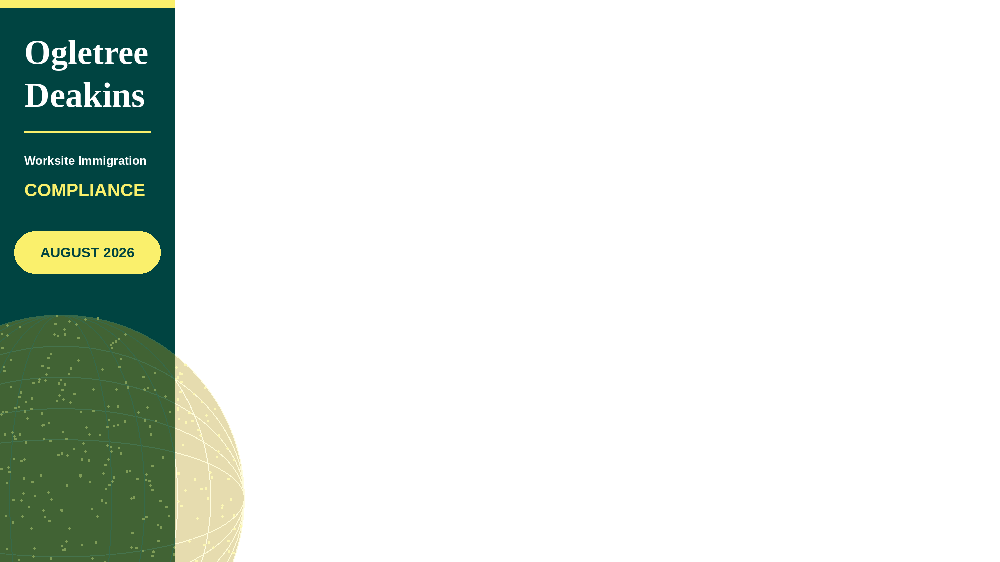 Ogletree
Deakins
Worksite Immigration
COMPLIANCE
AUGUST 2026